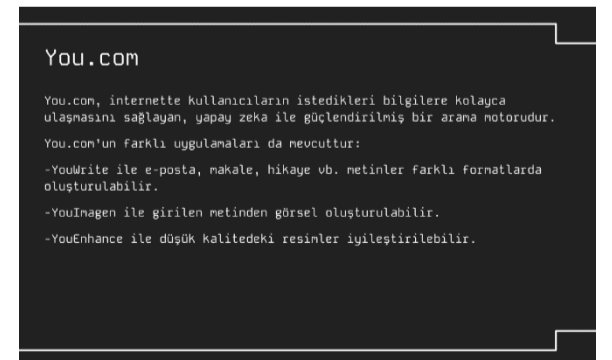 You.com
You.com, internette kullanıcıların istedikleri bilgilere kolayca
ulaşmasını sağlayan, yapay zeka ile güçlendirilmiş bir arama motorudur.
You.com'un farklı uygulamaları da mevcuttur:
-YouWrite ile e-posta, makale, hikaye vb. metinler farklı formatlarda
oluşturulabilir.
-YouImagen ile girilen metinden görsel oluşturulabilir.
-YouEnhance ile düşük kalitedeki resimler iyileştirilebilir.